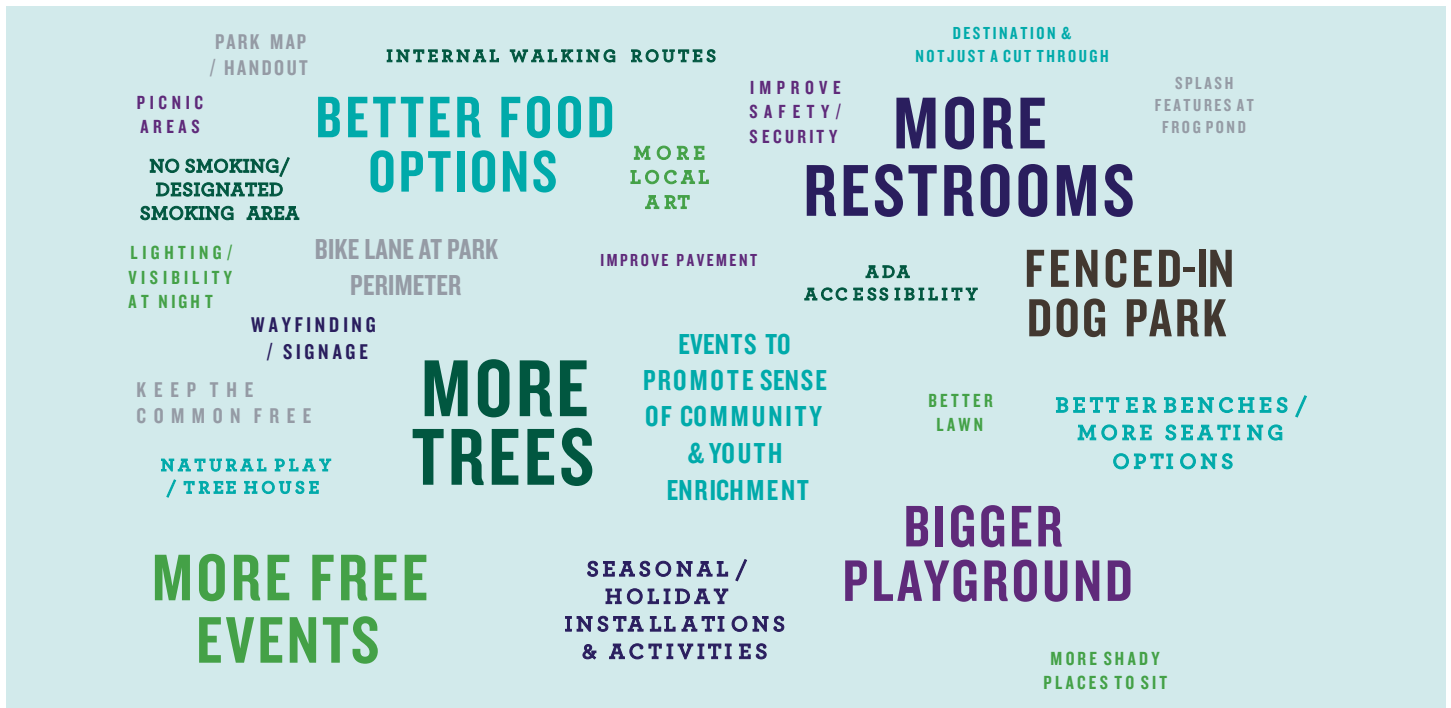 PARK MAP
/ HANDOUT
INTERNAL WALKING ROUTES
DESTINATION &
NOT JUST A CUT THROUGH
PICNIC
AREAS
BETTER FOOD
OPTIONS
IMPROVE
SAFETY/
SECURITY
MORE
RESTROOMS
SPLASH
FEATURES AT
FROG POND
NO SMOKING/
DESIGNATED
SMOKING AREA
MORE
LOCAL
ART
LIGHTING/
VISIBILITY
AT NIGHT
BIKE LANE AT PARK
PERIMETER
IMPROVE PAVEMENT
ADA
ACCESSIBILITY
FENCED-IN
DOG PARK
WAYFINDING
/ SIGNAGE
KEEP THE
COMMON FREE
MORE
TREES
EVENTS TO
PROMOTE SENSE
OF COMMUNITY
& YOUTH
ENRICHMENT
BETTER
LAWN
BETTER BENCHES /
MORE SEATING
OPTIONS
NATURAL PLAY
/ TREE HOUSE
BIGGER
PLAYGROUND
MORE FREE
EVENTS
SEASONAL /
HOLIDAY
INSTALLATIONS
& ACTIVITIES
MORE SHADY
PLACES TO SIT